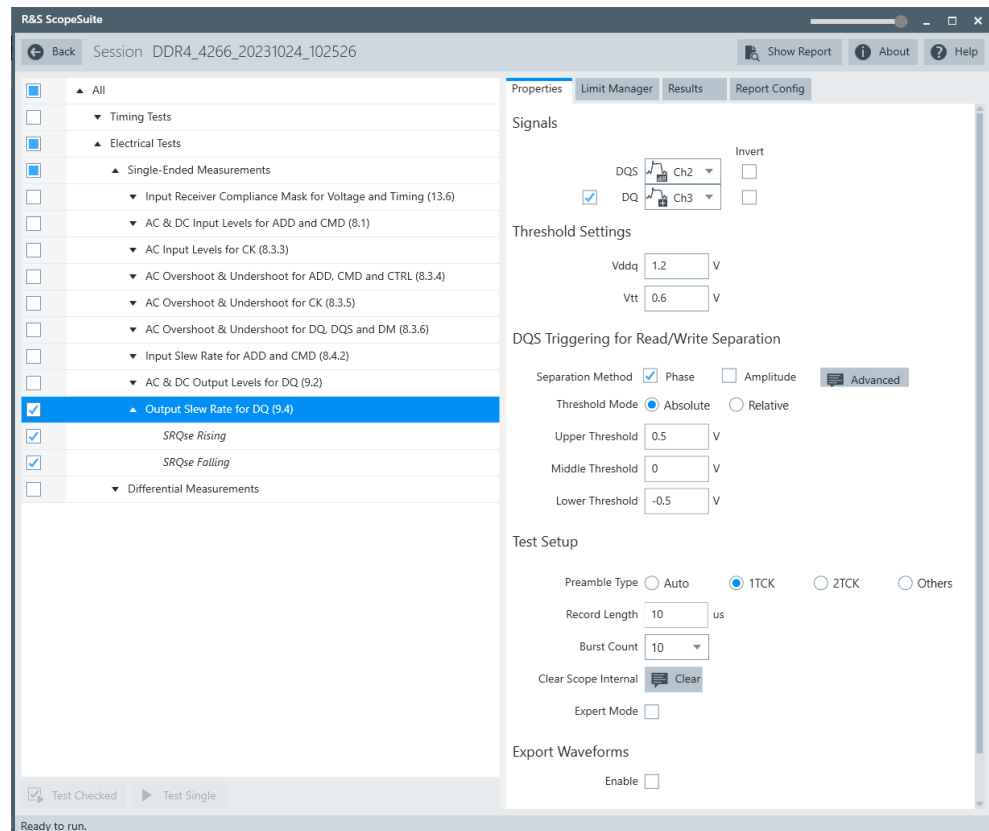 R&S ScopeSuite
Back Session DDR4_4266_20231024_102526 Show Report About Help
All
Timing Tests
Electrical Tests
Single-Ended Measurements
Input Receiver Compliance Mask for Voltage and Timing (13.6)
AC & DC Input Levels for ADD and CMD (8.1)
AC Input Levels for CK (8.3.3)
AC Overshoot & Undershoot for ADD, CMD and CTRL (8.3.4)
AC Overshoot & Undershoot for CK (8.3.5)
AC Overshoot & Undershoot for DQ, DQS and DM (8.3.6)
Input Slew Rate for ADD and CMD (8.4.2)
AC & DC Output Levels for DQ (9.2)
Output Slew Rate for DQ (9.4)
SRQse Rising
SRQse Falling
Differential Measurements
Test Checked Test Single
Properties Limit Manager Results Report Config
Signals
Invert
DQS Ch2
DQ Ch3
Threshold Settings
Vddq 1.2 V
Vtt 0.6 V
DQS Triggering for Read/Write Separation
Separation Method Phase Amplitude Advanced
Threshold Mode Absolute Relative
Upper Threshold 0.5 V
Middle Threshold 0 V
Lower Threshold -0.5 V
Test Setup
Preamble Type Auto 1TCK 2TCK Others
Record Length 10 us
Burst Count 10
Clear Scope Internal Clear
Expert Mode
Export Waveforms
Enable
Ready to run.